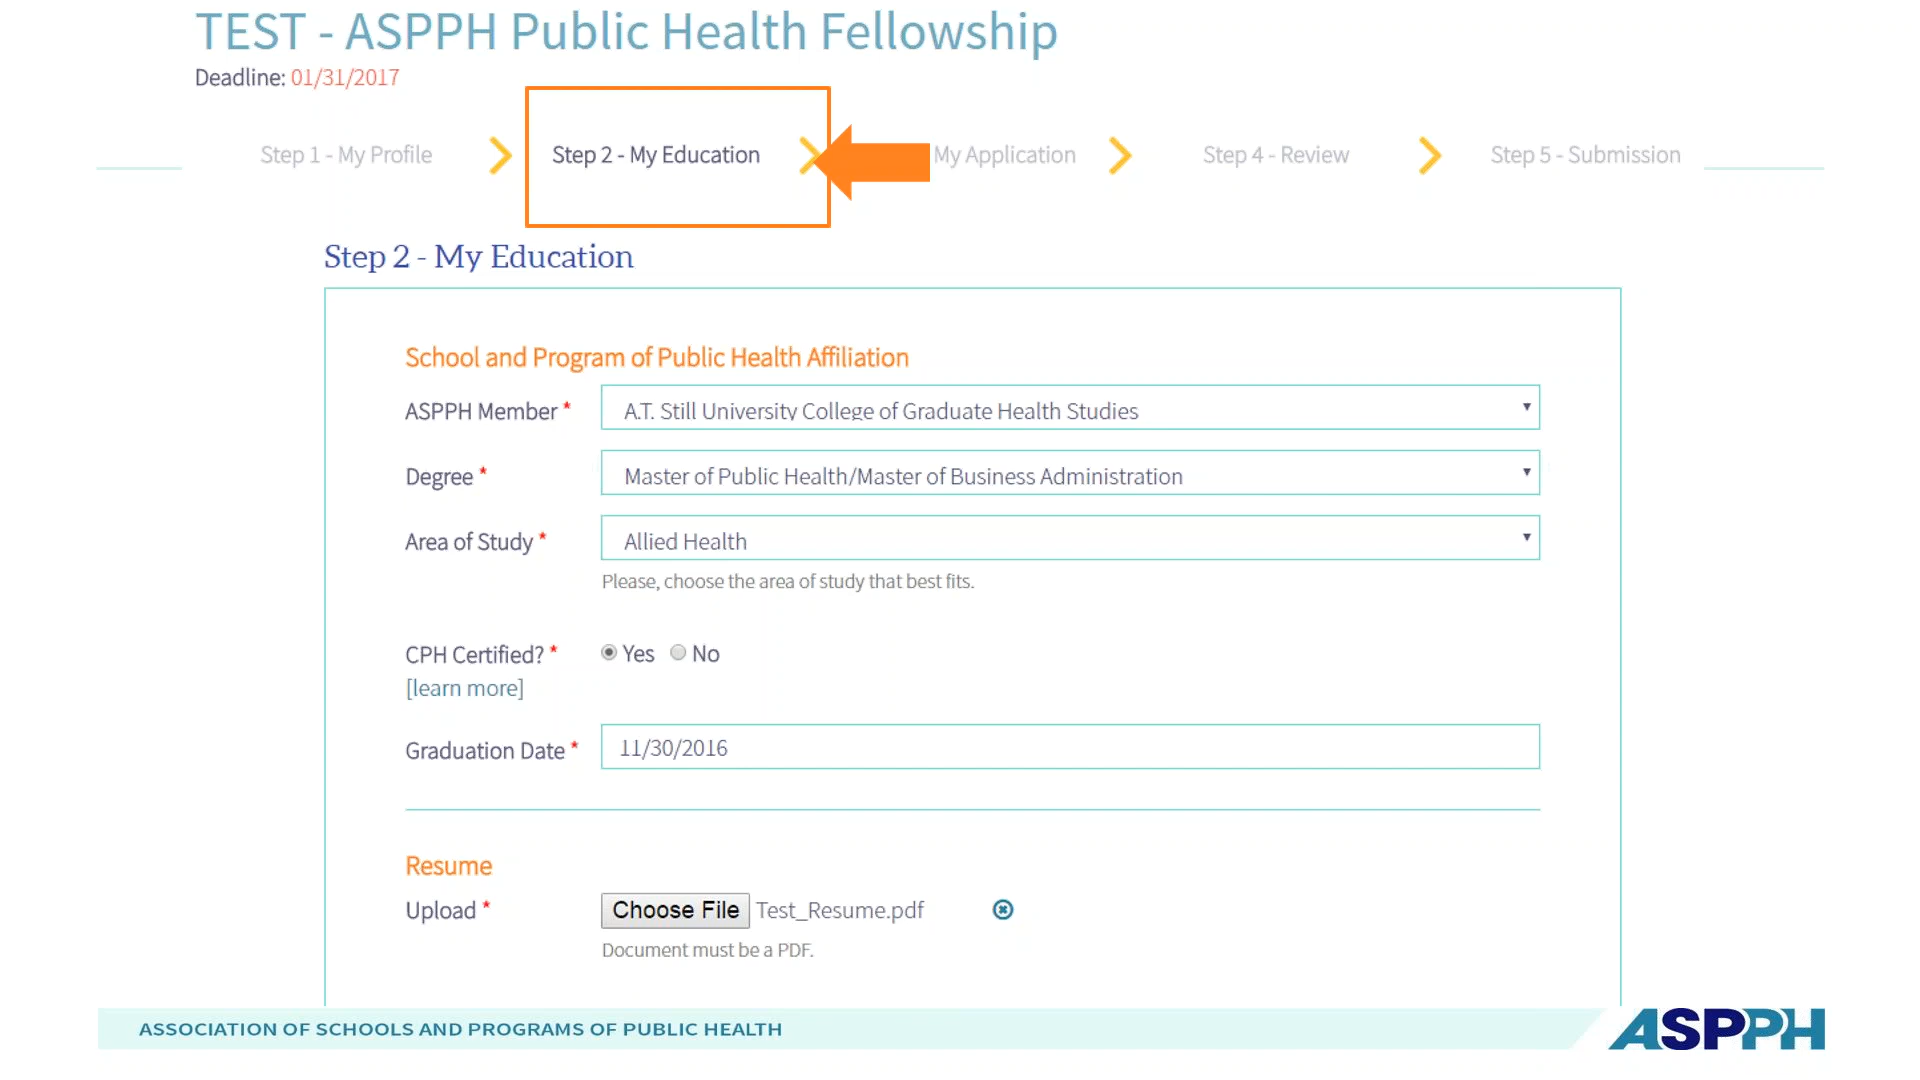 TEST - ASPPH Public Health Fellowship
Deadline: 01/31/2017
Step 1 - My Profile
Step 2 - My Education
My Application
Step 4 - Review
Step 5 - Submission
Step 2 - My Education
School and Program of Public Health Affiliation
ASPPH Member * A.T. Still University College of Graduate Health Studies
Degree * Master of Public Health/Master of Business Administration
Area of Study * Allied Health
Please, choose the area of study that best fits.
CPH Certified? * Yes No
[learn more]
Graduation Date * 11/30/2016
Resume
Upload * Choose File Test_Resume.pdf
Document must be a PDF.
ASSOCIATION OF SCHOOLS AND PROGRAMS OF PUBLIC HEALTH
ASPPH